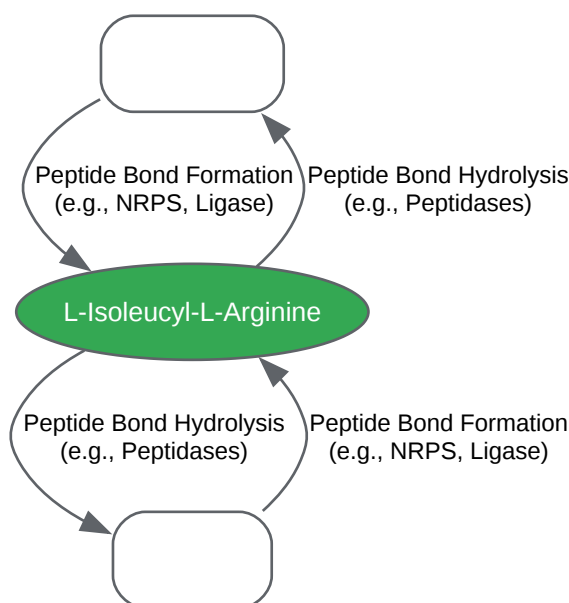 Peptide Bond Formation
(e.g., NRPS, Ligase)
Peptide Bond Hydrolysis
(e.g., Peptidases)
L-Isoleucyl-L-Arginine
Peptide Bond Hydrolysis
(e.g., Peptidases)
Peptide Bond Formation
(e.g., NRPS, Ligase)